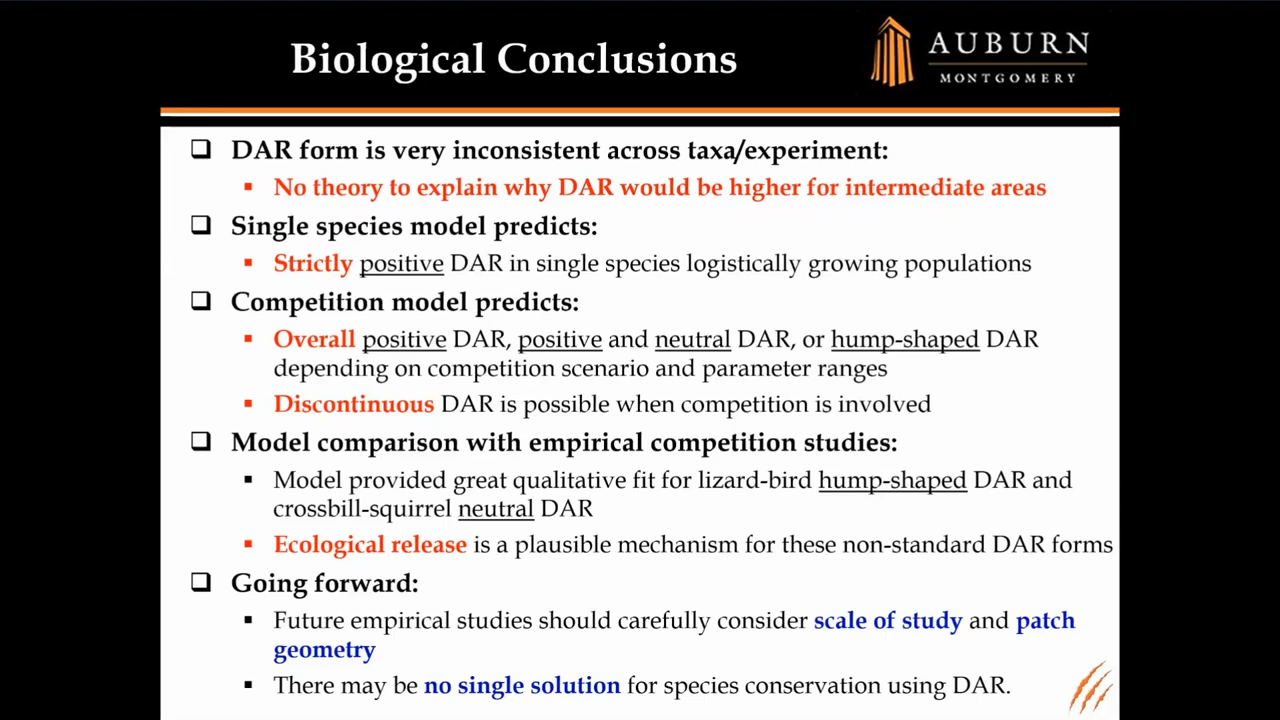 Biological Conclusions
AUBURN
MONTGOMERY
DAR form is very inconsistent across taxa/experiment:
No theory to explain why DAR would be higher for intermediate areas
Single species model predicts:
Strictly positive DAR in single species logistically growing populations
Competition model predicts:
Overall positive DAR, positive and neutral DAR, or hump-shaped DAR
depending on competition scenario and parameter ranges
Discontinuous DAR is possible when competition is involved
Model comparison with empirical competition studies:
Model provided great qualitative fit for lizard-bird hump-shaped DAR and
crossbill-squirrel neutral DAR
Ecological release is a plausible mechanism for these non-standard DAR forms
Going forward:
Future empirical studies should carefully consider scale of study and patch
geometry
There may be no single solution for species conservation using DAR.